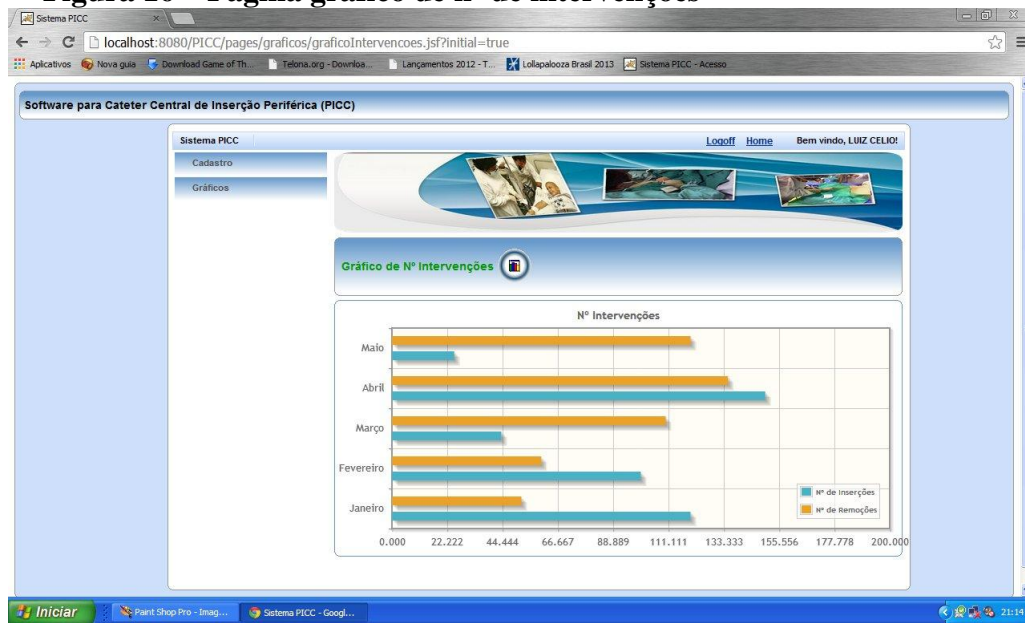 Figura 10 - Página gráfico de nº de intervenções
Sistema PICC
localhost:8080/PICC/pages/graficos/graficoIntervencoes.jsf?initial=true
Aplicativos Nova guia Download Game of Th... Telona.org - Downloa... Lançamentos 2012 - T... Lollapalooza Brasil 2013 Sistema PICC - Acesso
Software para Cateter Central de Inserção Periférica (PICC)
Sistema PICC Logoff Home Bem vindo, LUIZ CELIO!
Cadastro
Gráficos
Gráfico de Nº Intervenções
Nº Intervenções
Maio
Abril
Março
Fevereiro
Janeiro
Nº de Inserções
Nº de Remoções
0.000 22.222 44.444 66.667 88.889 111.111 133.333 155.556 177.778 200.000
Iniciar Paint Shop Pro - Imag... Sistema PICC - Googl... 21:14